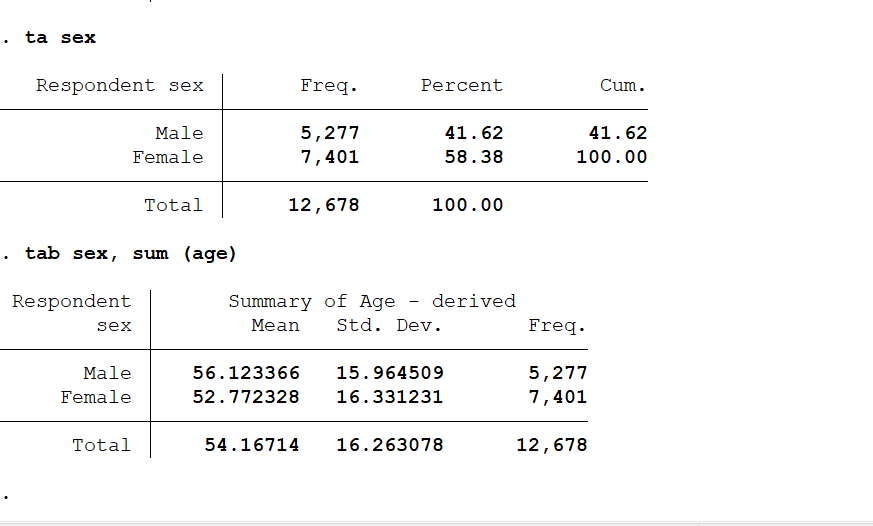 . ta sex
Respondent sex Freq. Percent Cum.
Male 5,277 41.62 41.62
Female 7,401 58.38 100.00
Total 12,678 100.00
. tab sex, sum (age)
Respondent Summary of Age - derived
sex Mean Std. Dev. Freq.
Male 56.123366 15.964509 5,277
Female 52.772328 16.331231 7,401
Total 54.16714 16.263078 12,678
.